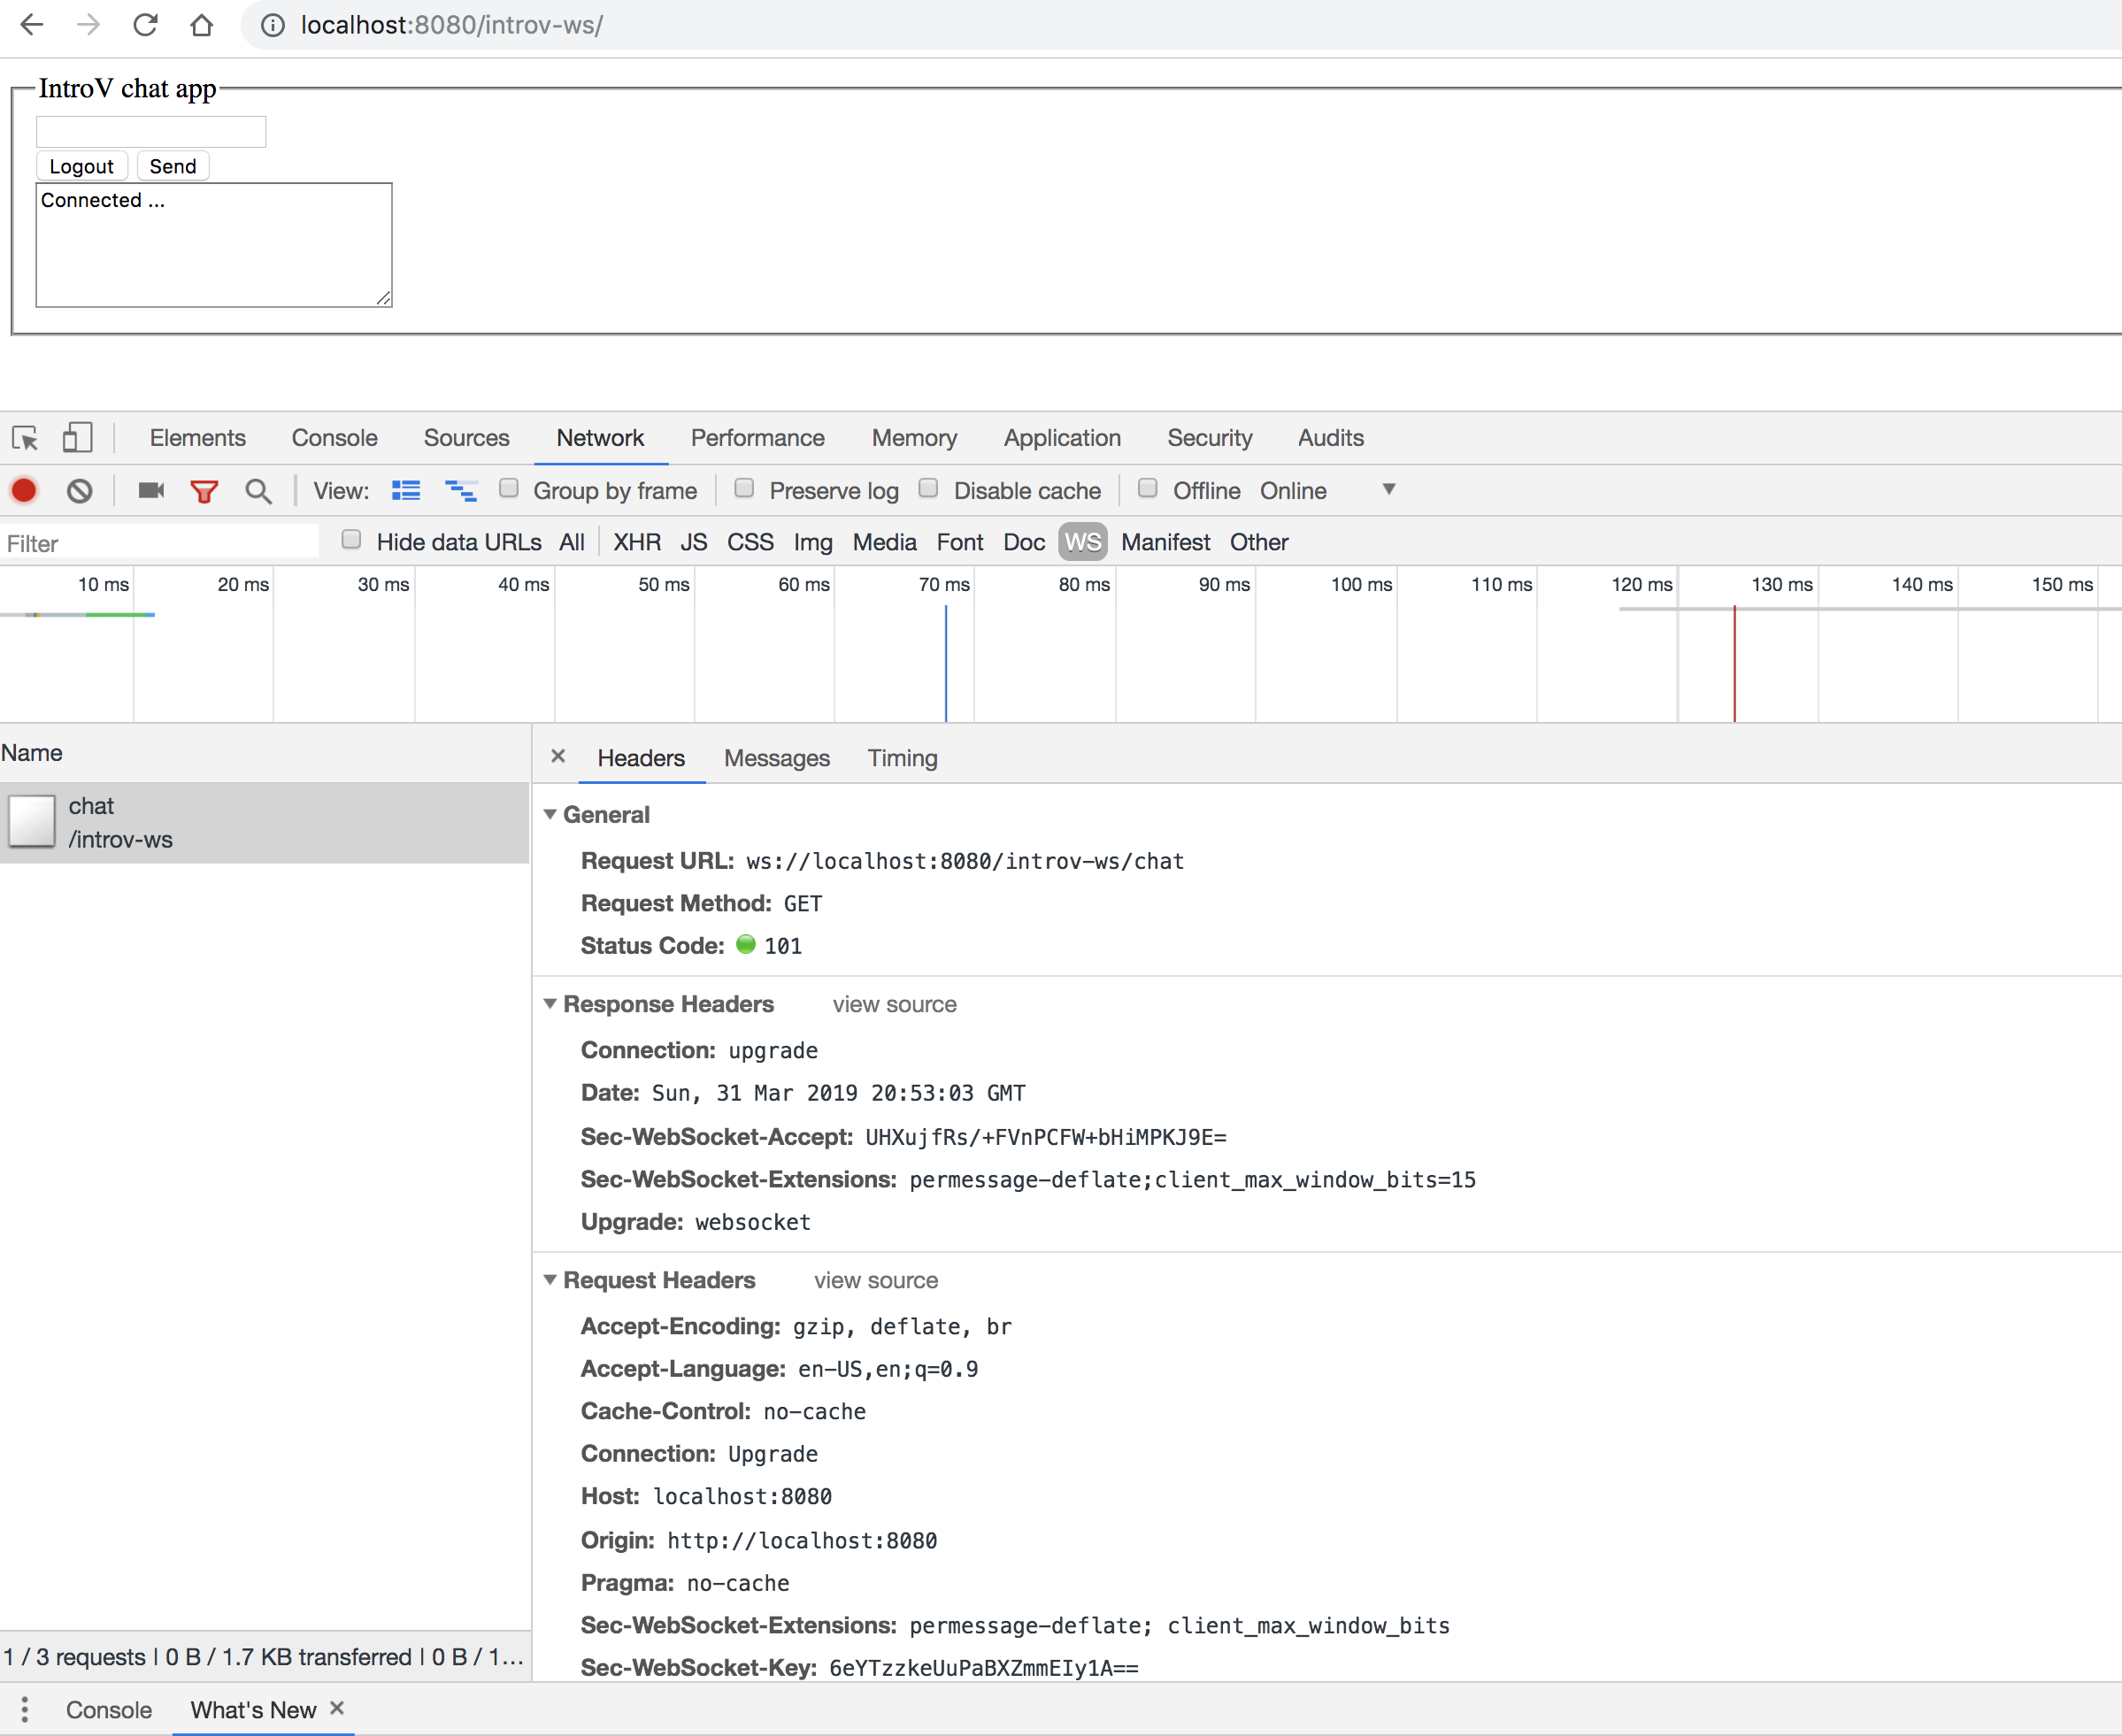 localhost:8080/introv-ws/
IntroV chat app
Logout Send
Connected ...
Elements Console Sources Network Performance Memory Application Security Audits
View: Group by frame Preserve log Disable cache Offline Online
Filter Hide data URLs All XHR JS CSS Img Media Font Doc WS Manifest Other
10 ms 20 ms 30 ms 40 ms 50 ms 60 ms 70 ms 80 ms 90 ms 100 ms 110 ms 120 ms 130 ms 140 ms 150 ms
Name
chat
/introv-ws
Headers Messages Timing
General
Request URL: ws://localhost:8080/introv-ws/chat
Request Method: GET
Status Code: 101
Response Headers view source
Connection: upgrade
Date: Sun, 31 Mar 2019 20:53:03 GMT
Sec-WebSocket-Accept: UHXujfRs/+FVnPCFW+bHiMPKJ9E=
Sec-WebSocket-Extensions: permessage-deflate;client_max_window_bits=15
Upgrade: websocket
Request Headers view source
Accept-Encoding: gzip, deflate, br
Accept-Language: en-US,en;q=0.9
Cache-Control: no-cache
Connection: Upgrade
Host: localhost:8080
Origin: http://localhost:8080
Pragma: no-cache
Sec-WebSocket-Extensions: permessage-deflate; client_max_window_bits
Sec-WebSocket-Key: 6eYTzzkeUuPaBXZmmEIy1A==
1 / 3 requests | 0 B / 1.7 KB transferred | 0 B / 1...
Console What's New